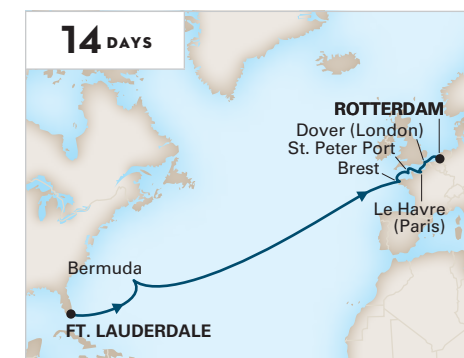 14 DAYS
ROTTERDAM
Dover (London)
St. Peter Port
Brest
Le Havre
(Paris)
Bermuda
FT. LAUDERDALE